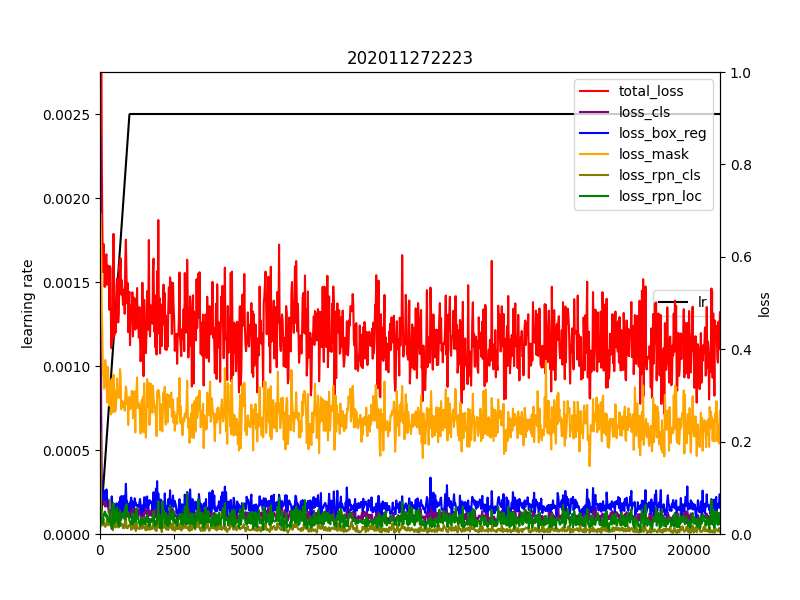 202011272223
total_loss
loss_cls
loss_box_reg
loss_mask
loss_rpn_cls
loss_rpn_loc
lr
learning rate
0.0025
0.0020
0.0015
0.0010
0.0005
0.0000
1.0
0.8
0.6
0.4
0.2
0.0
loss
0 2500 5000 7500 10000 12500 15000 17500 20000